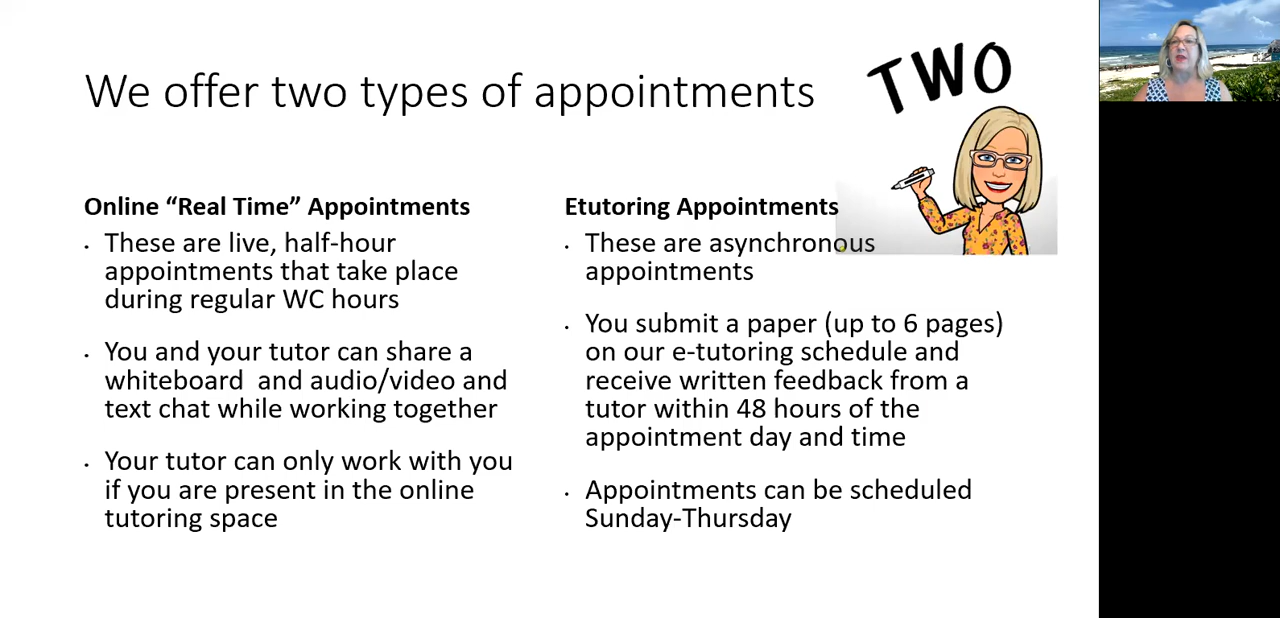 We offer two types of appointments
TWO
Online “Real Time” Appointments
• These are live, half-hour
appointments that take place
during regular WC hours
• You and your tutor can share a
whiteboard and audio/video and
text chat while working together
• Your tutor can only work with you
if you are present in the online
tutoring space
Etutoring Appointments
• These are asynchronous
appointments
• You submit a paper (up to 6 pages)
on our e-tutoring schedule and
receive written feedback from a
tutor within 48 hours of the
appointment day and time
• Appointments can be scheduled
Sunday-Thursday